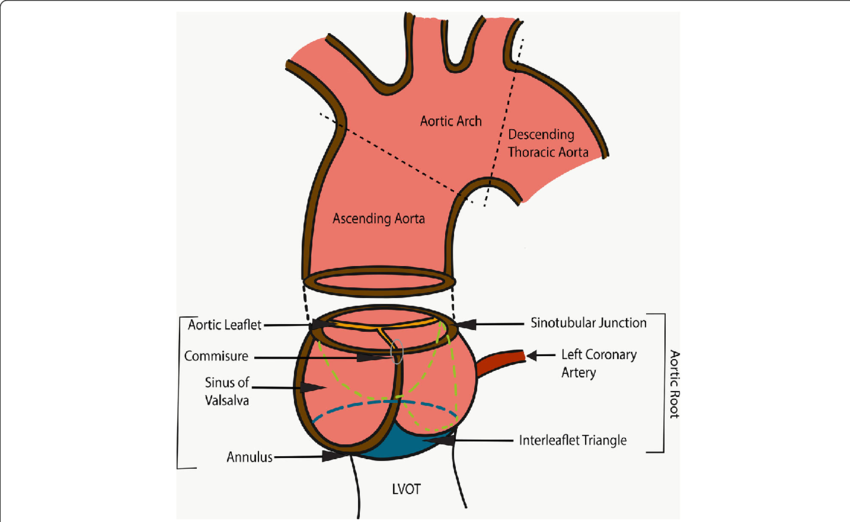 Aortic Arch
Descending
Thoracic Aorta
Ascending Aorta
Aortic Leaflet
Sinotubular Junction
Commisure
Left Coronary
Artery
Sinus of
Valsalva
Aortic Root
Interleaflet Triangle
Annulus
LVOT